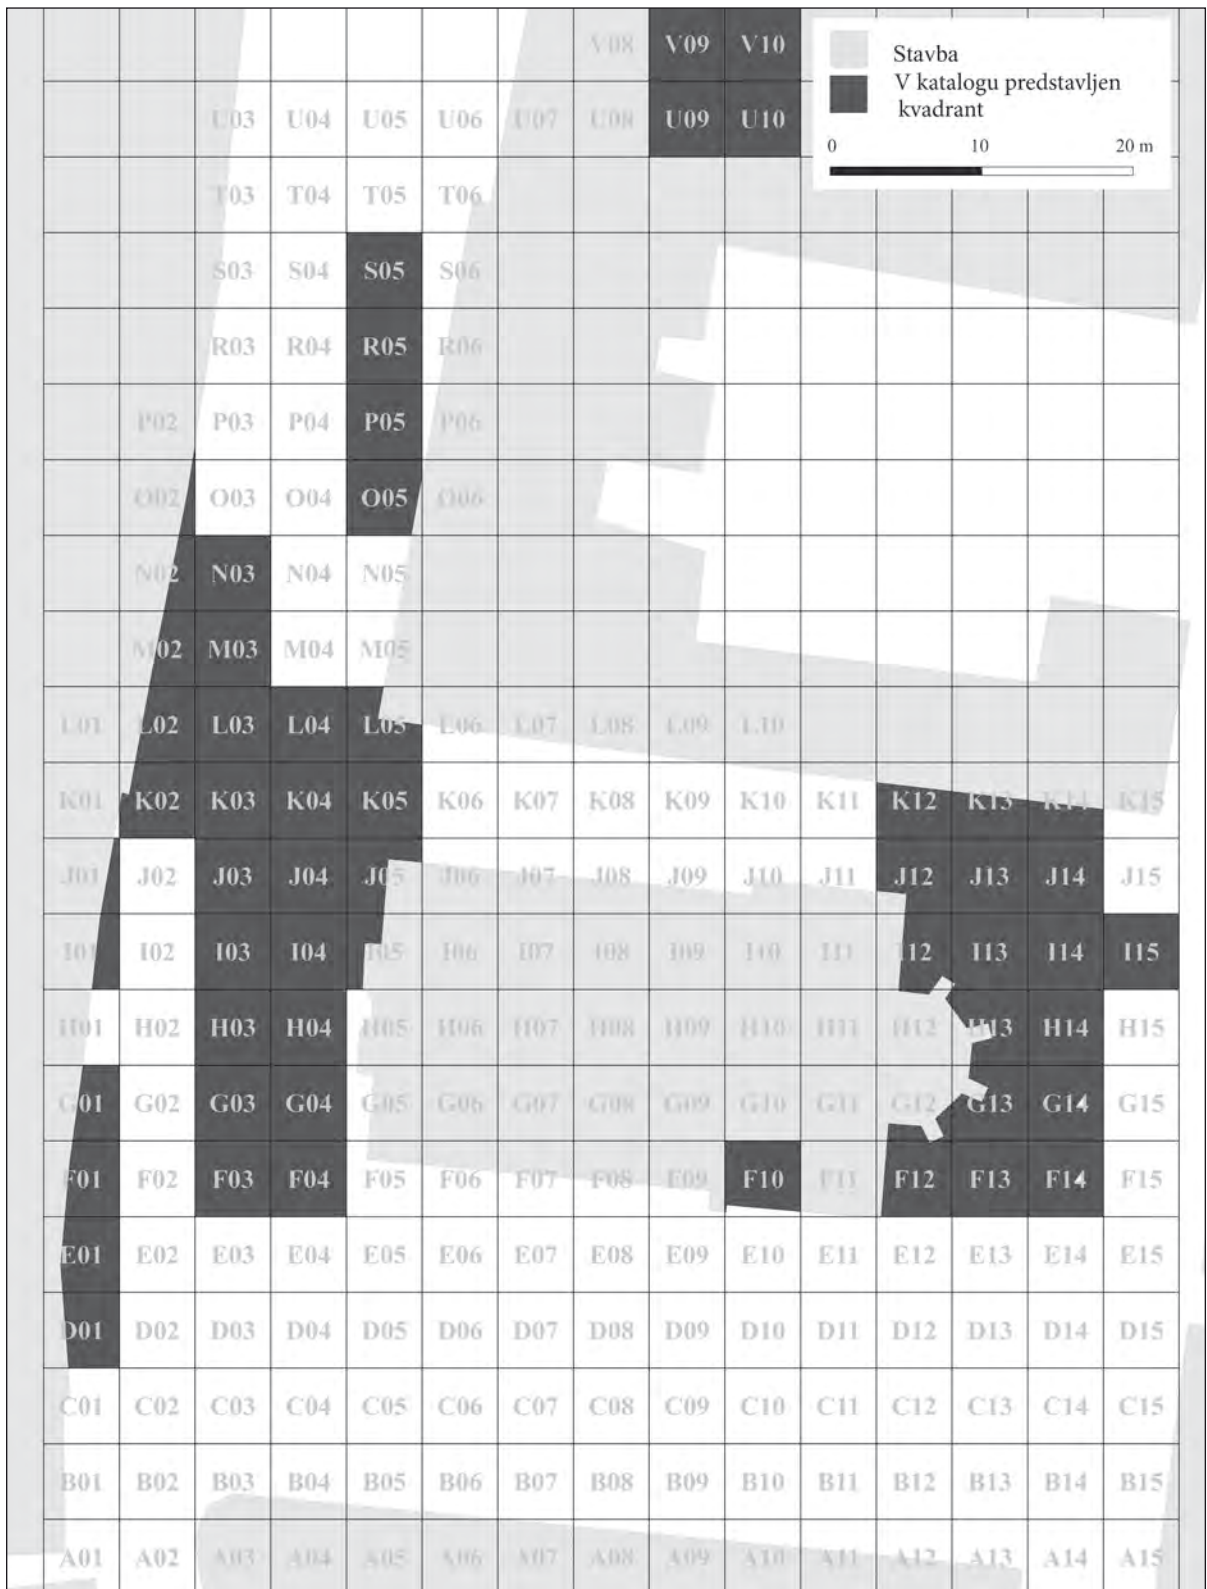 V08 V09 V10
Stavba
V katalogu predstavljen
kvadrant
0 10 20 m
U03 U04 U05 U06 U07 U08 U09 U10
T03 T04 T05 T06
S03 S04 S05 S06
R03 R04 R05 R06
P02 P03 P04 P05 P06
O02 O03 O04 O05 O06
N02 N03 N04 N05
M02 M03 M04 M05
L01 L02 L03 L04 L05 L06 L07 L08 L09 L10
K01 K02 K03 K04 K05 K06 K07 K08 K09 K10 K11 K12 K13 K14 K15
J01 J02 J03 J04 J05 J06 J07 J08 J09 J10 J11 J12 J13 J14 J15
I01 I02 I03 I04 I05 I06 I07 I08 I09 I10 I11 I12 I13 I14 I15
H01 H02 H03 H04 H05 H06 H07 H08 H09 H10 H11 H12 H13 H14 H15
G01 G02 G03 G04 G05 G06 G07 G08 G09 G10 G11 G12 G13 G14 G15
F01 F02 F03 F04 F05 F06 F07 F08 F09 F10 F11 F12 F13 F14 F15
E01 E02 E03 E04 E05 E06 E07 E08 E09 E10 E11 E12 E13 E14 E15
D01 D02 D03 D04 D05 D06 D07 D08 D09 D10 D11 D12 D13 D14 D15
C01 C02 C03 C04 C05 C06 C07 C08 C09 C10 C11 C12 C13 C14 C15
B01 B02 B03 B04 B05 B06 B07 B08 B09 B10 B11 B12 B13 B14 B15
A01 A02 A03 A04 A05 A06 A07 A08 A09 A10 A11 A12 A13 A14 A15